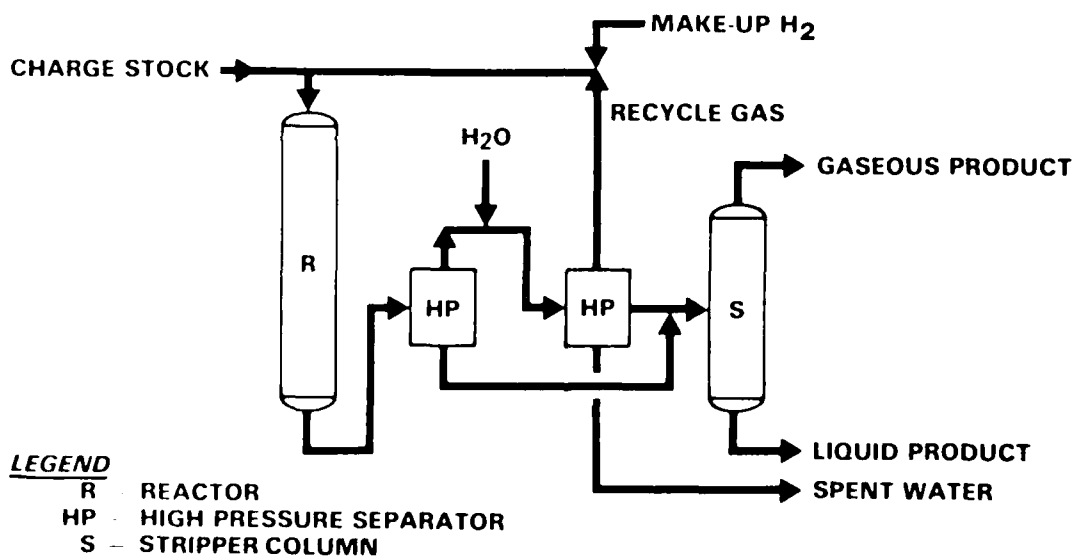 MAKE-UP H2
CHARGE STOCK
RECYCLE GAS
H2O
GASEOUS PRODUCT
R
HP
HP
S
LIQUID PRODUCT
SPENT WATER
LEGEND
R - REACTOR
HP - HIGH PRESSURE SEPARATOR
S - STRIPPER COLUMN